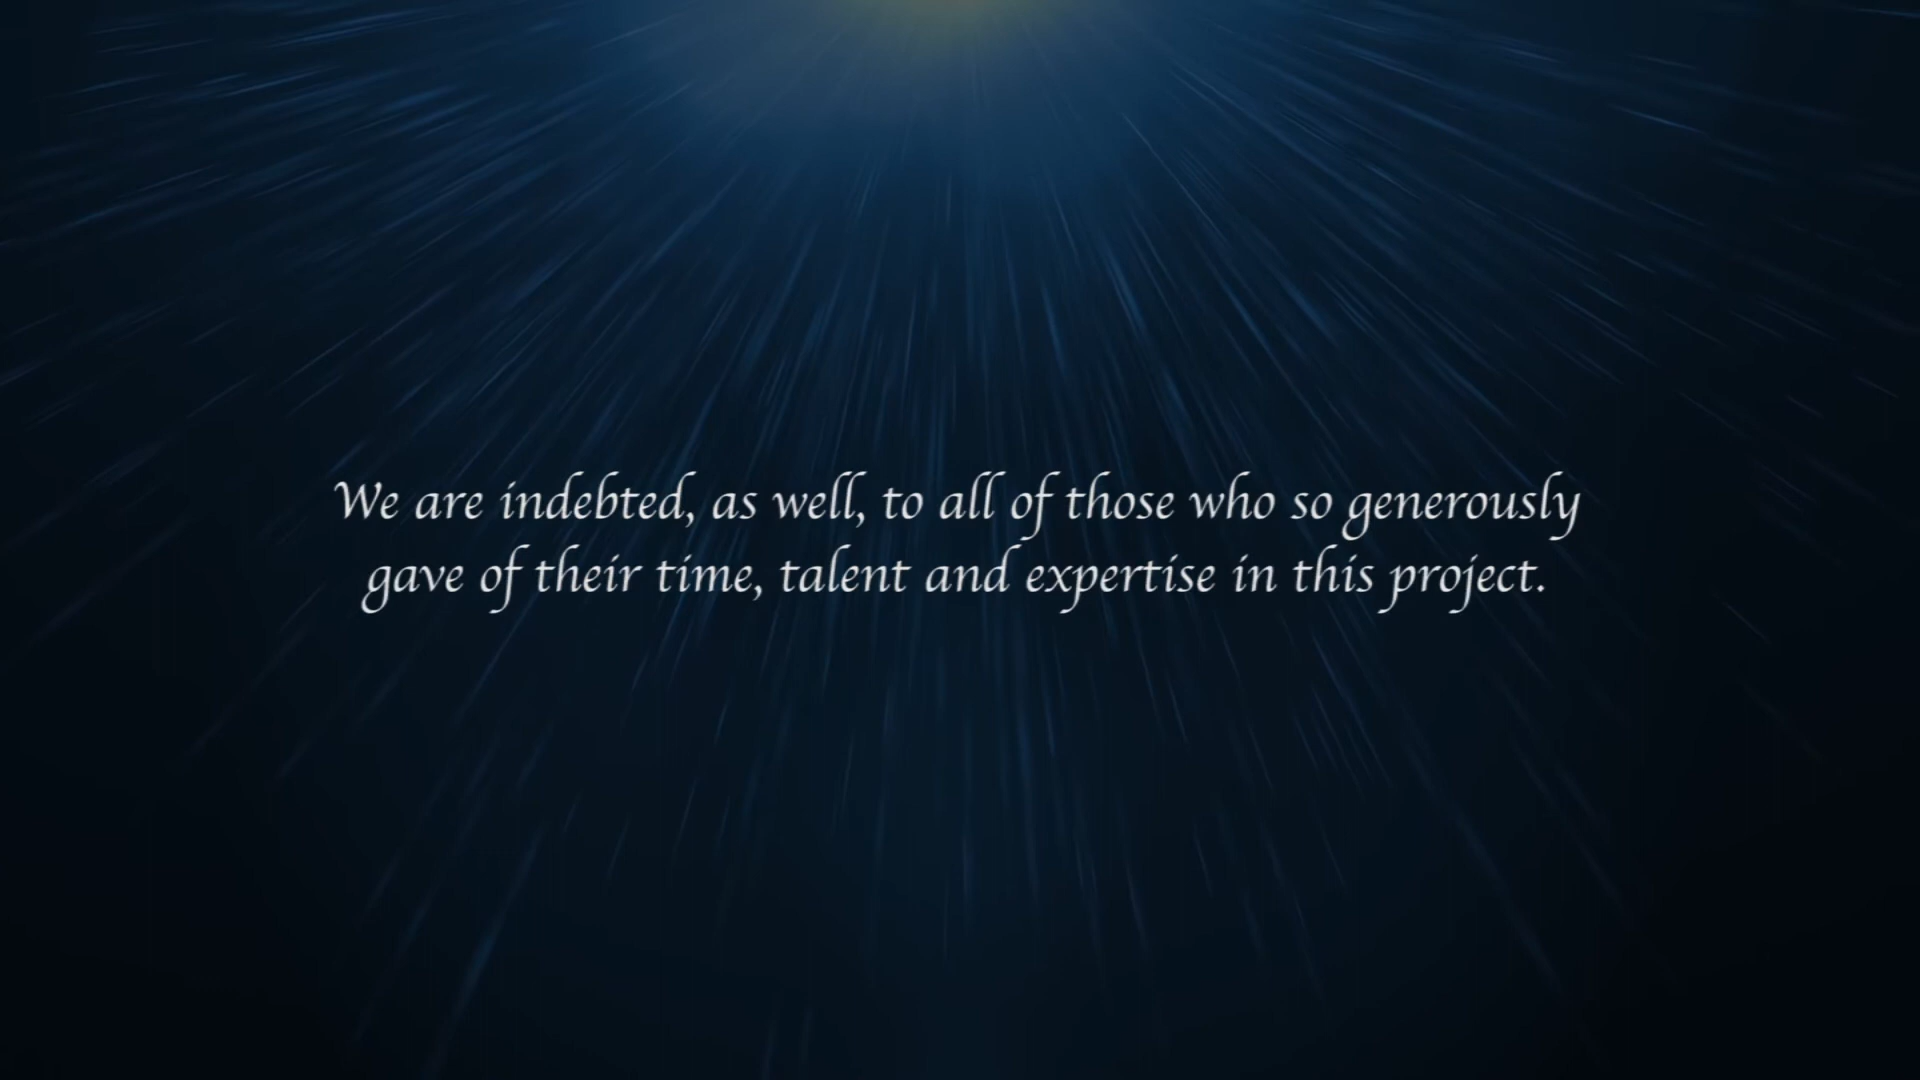 We are indebted, as well, to all of those who so generously
gave of their time, talent and expertise in this project.